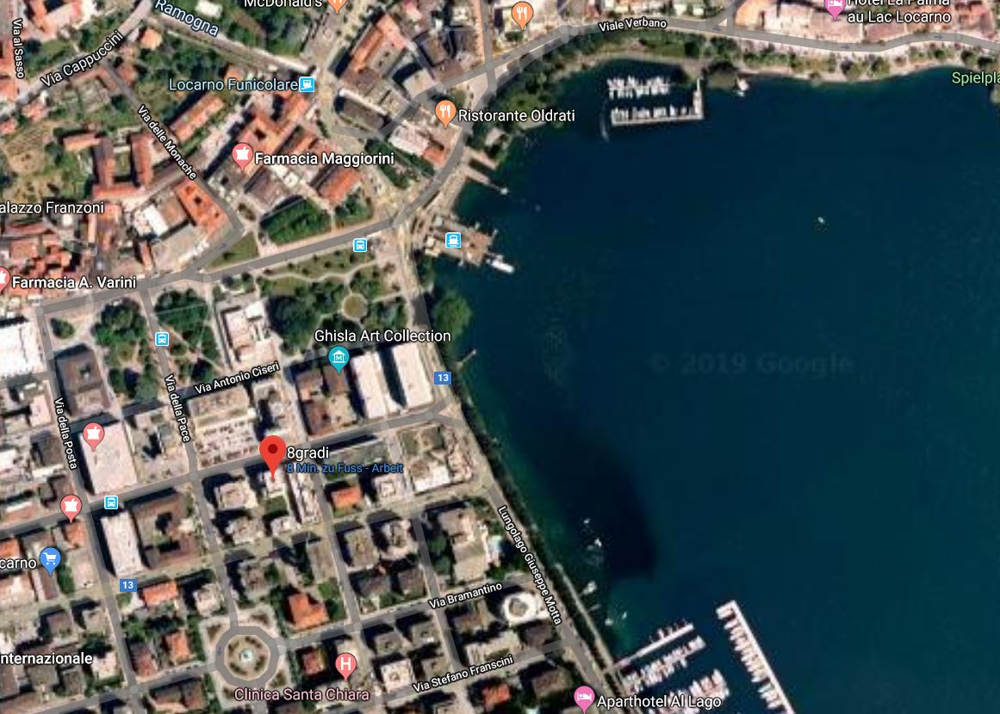 McDonald's
Ramogna
Hotel La Palma
au Lac Locarno
Viale Verbano
Via al Sasso
Via Cappuccini
Locarno Funicolare
Spielpla
Ristorante Oldrati
Via delle Monache
Farmacia Maggiorini
alazzo Franzoni
Farmacia A. Varini
Ghisla Art Collection
© 2019 Google
Via Antonio Ciseri
13
Via della Pace
Via della Posta
8gradi
8 Min. zu Fuss - Arbeit
Lungolago Giuseppe Motta
carno
13
Via Bramantino
nternazionale
H
Via Stefano Franscini
Clinica Santa Chiara
Aparthotel Al Lago